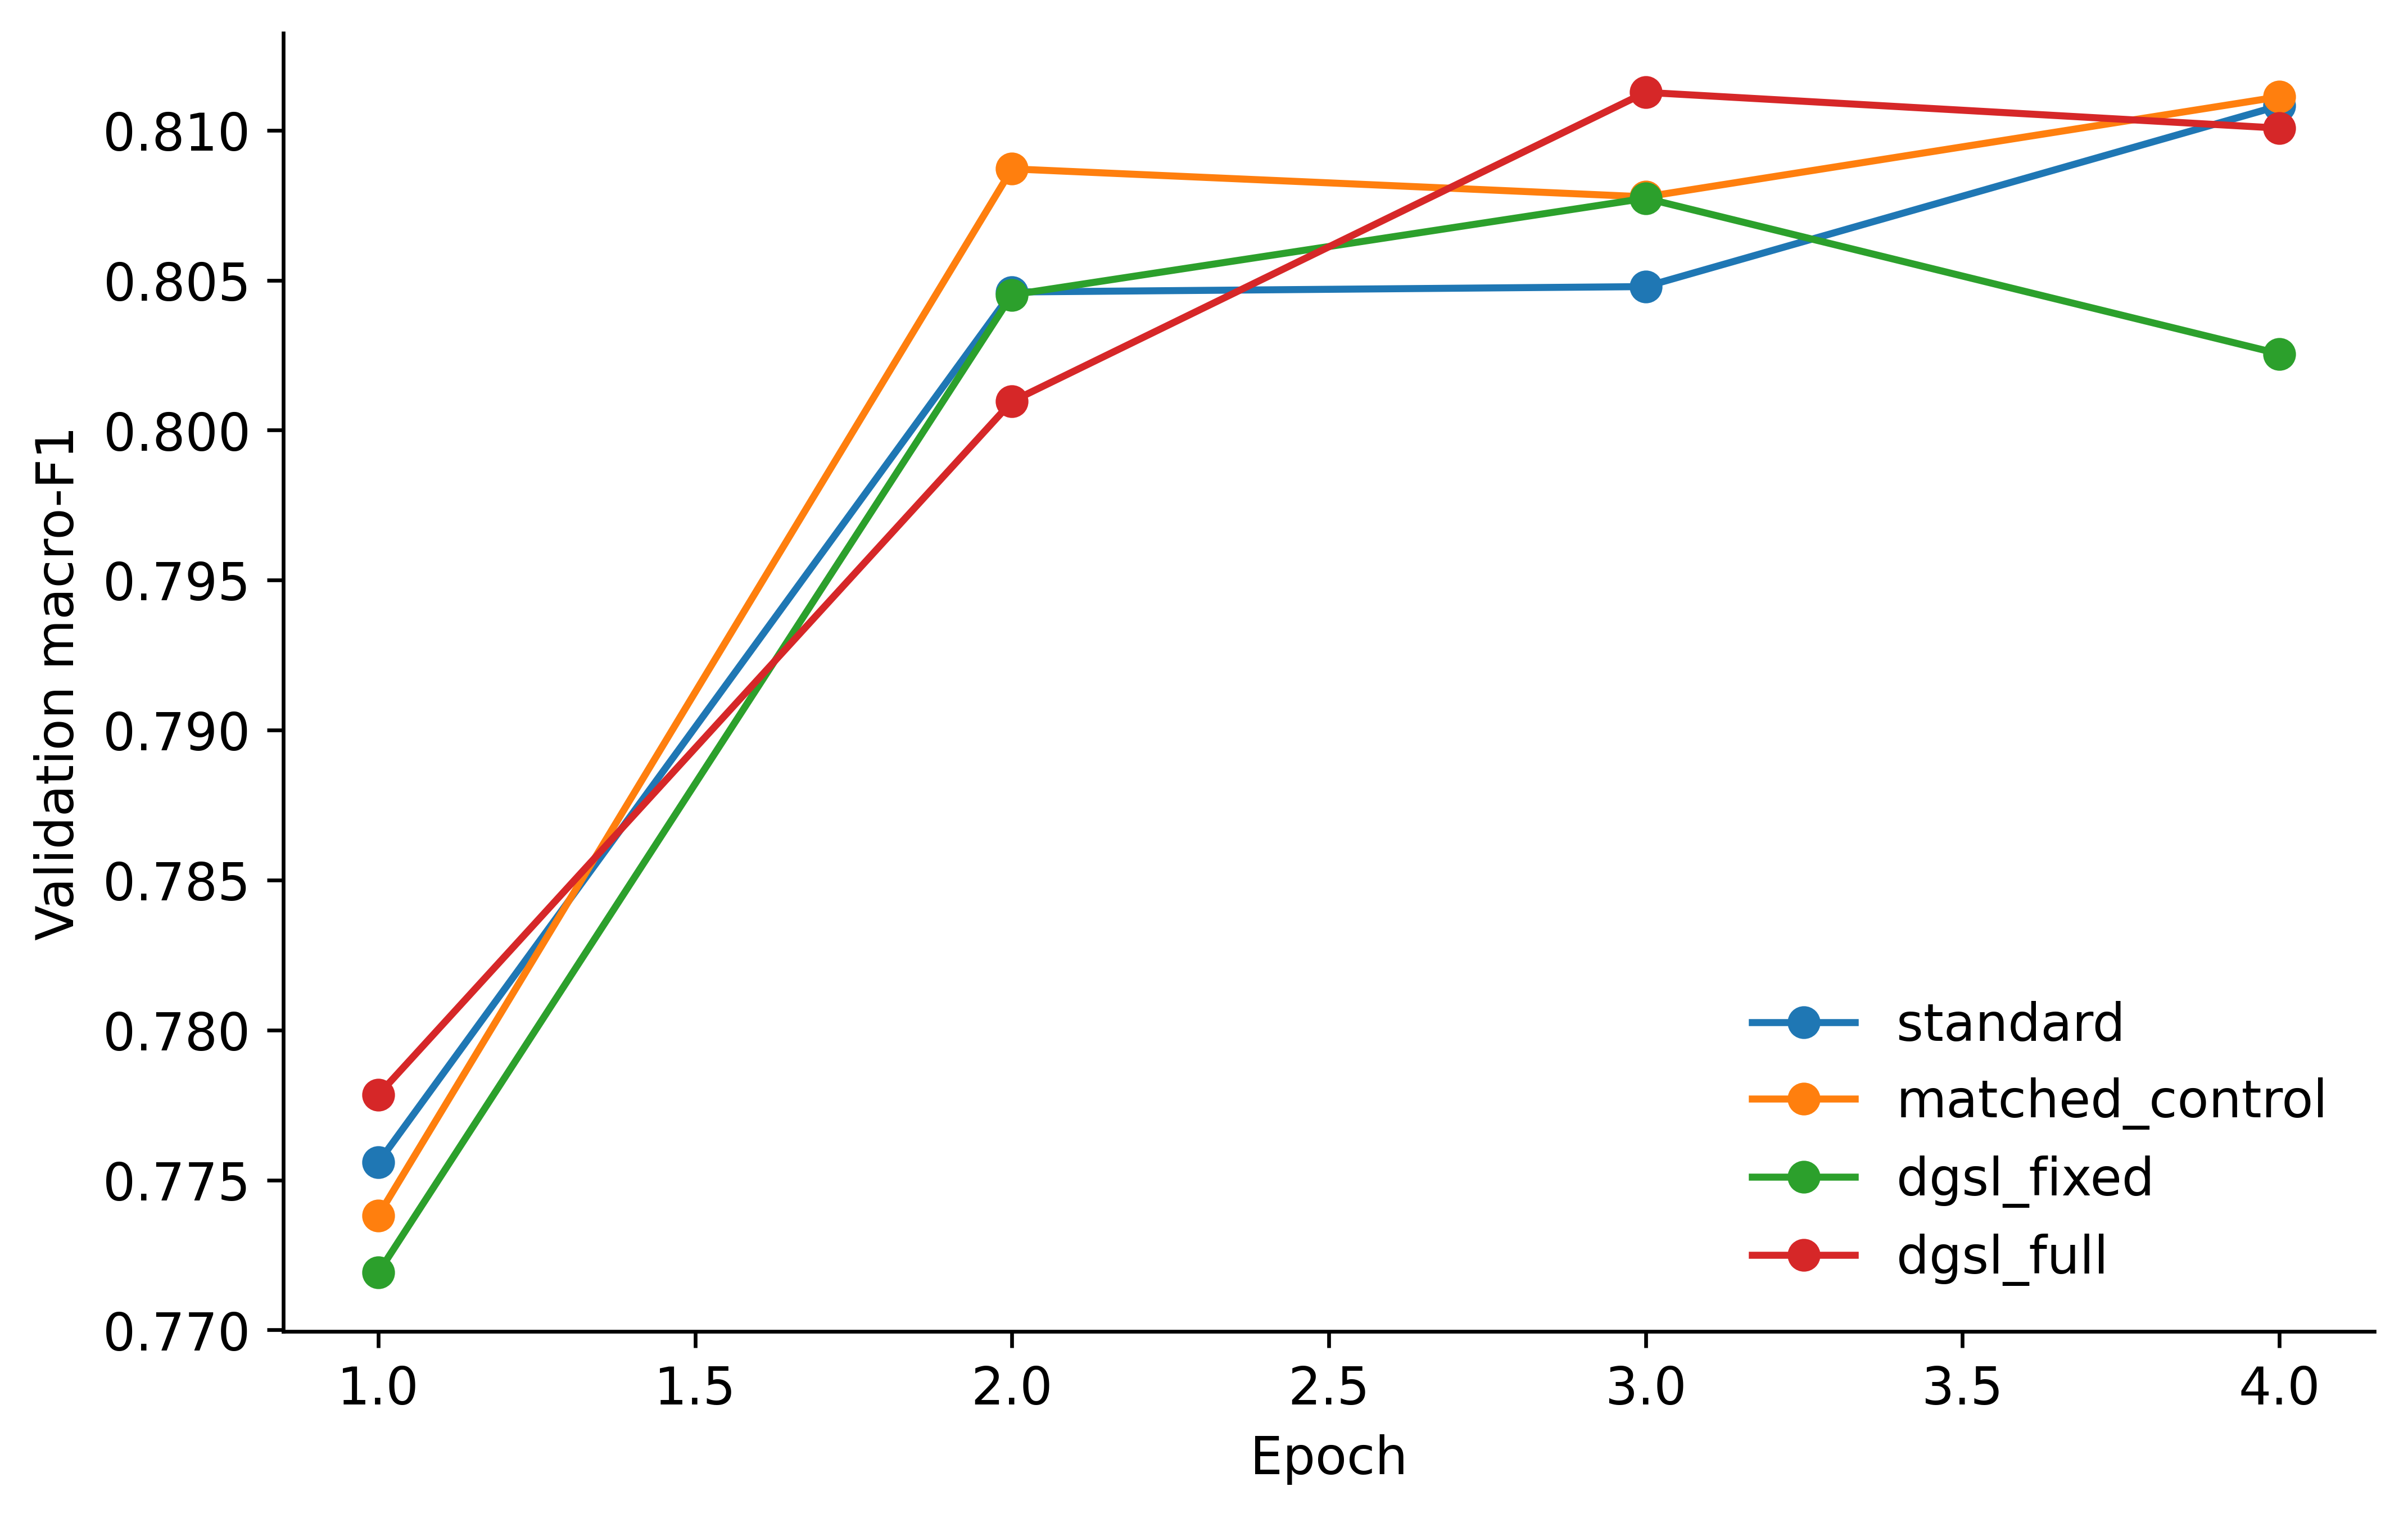 0.810
0.805
0.800
0.795
0.790
0.785
0.780
0.775
0.770
Validation macro-F1
standard
matched_control
dgsl_fixed
dgsl_full
1.0 1.5 2.0 2.5 3.0 3.5 4.0
Epoch